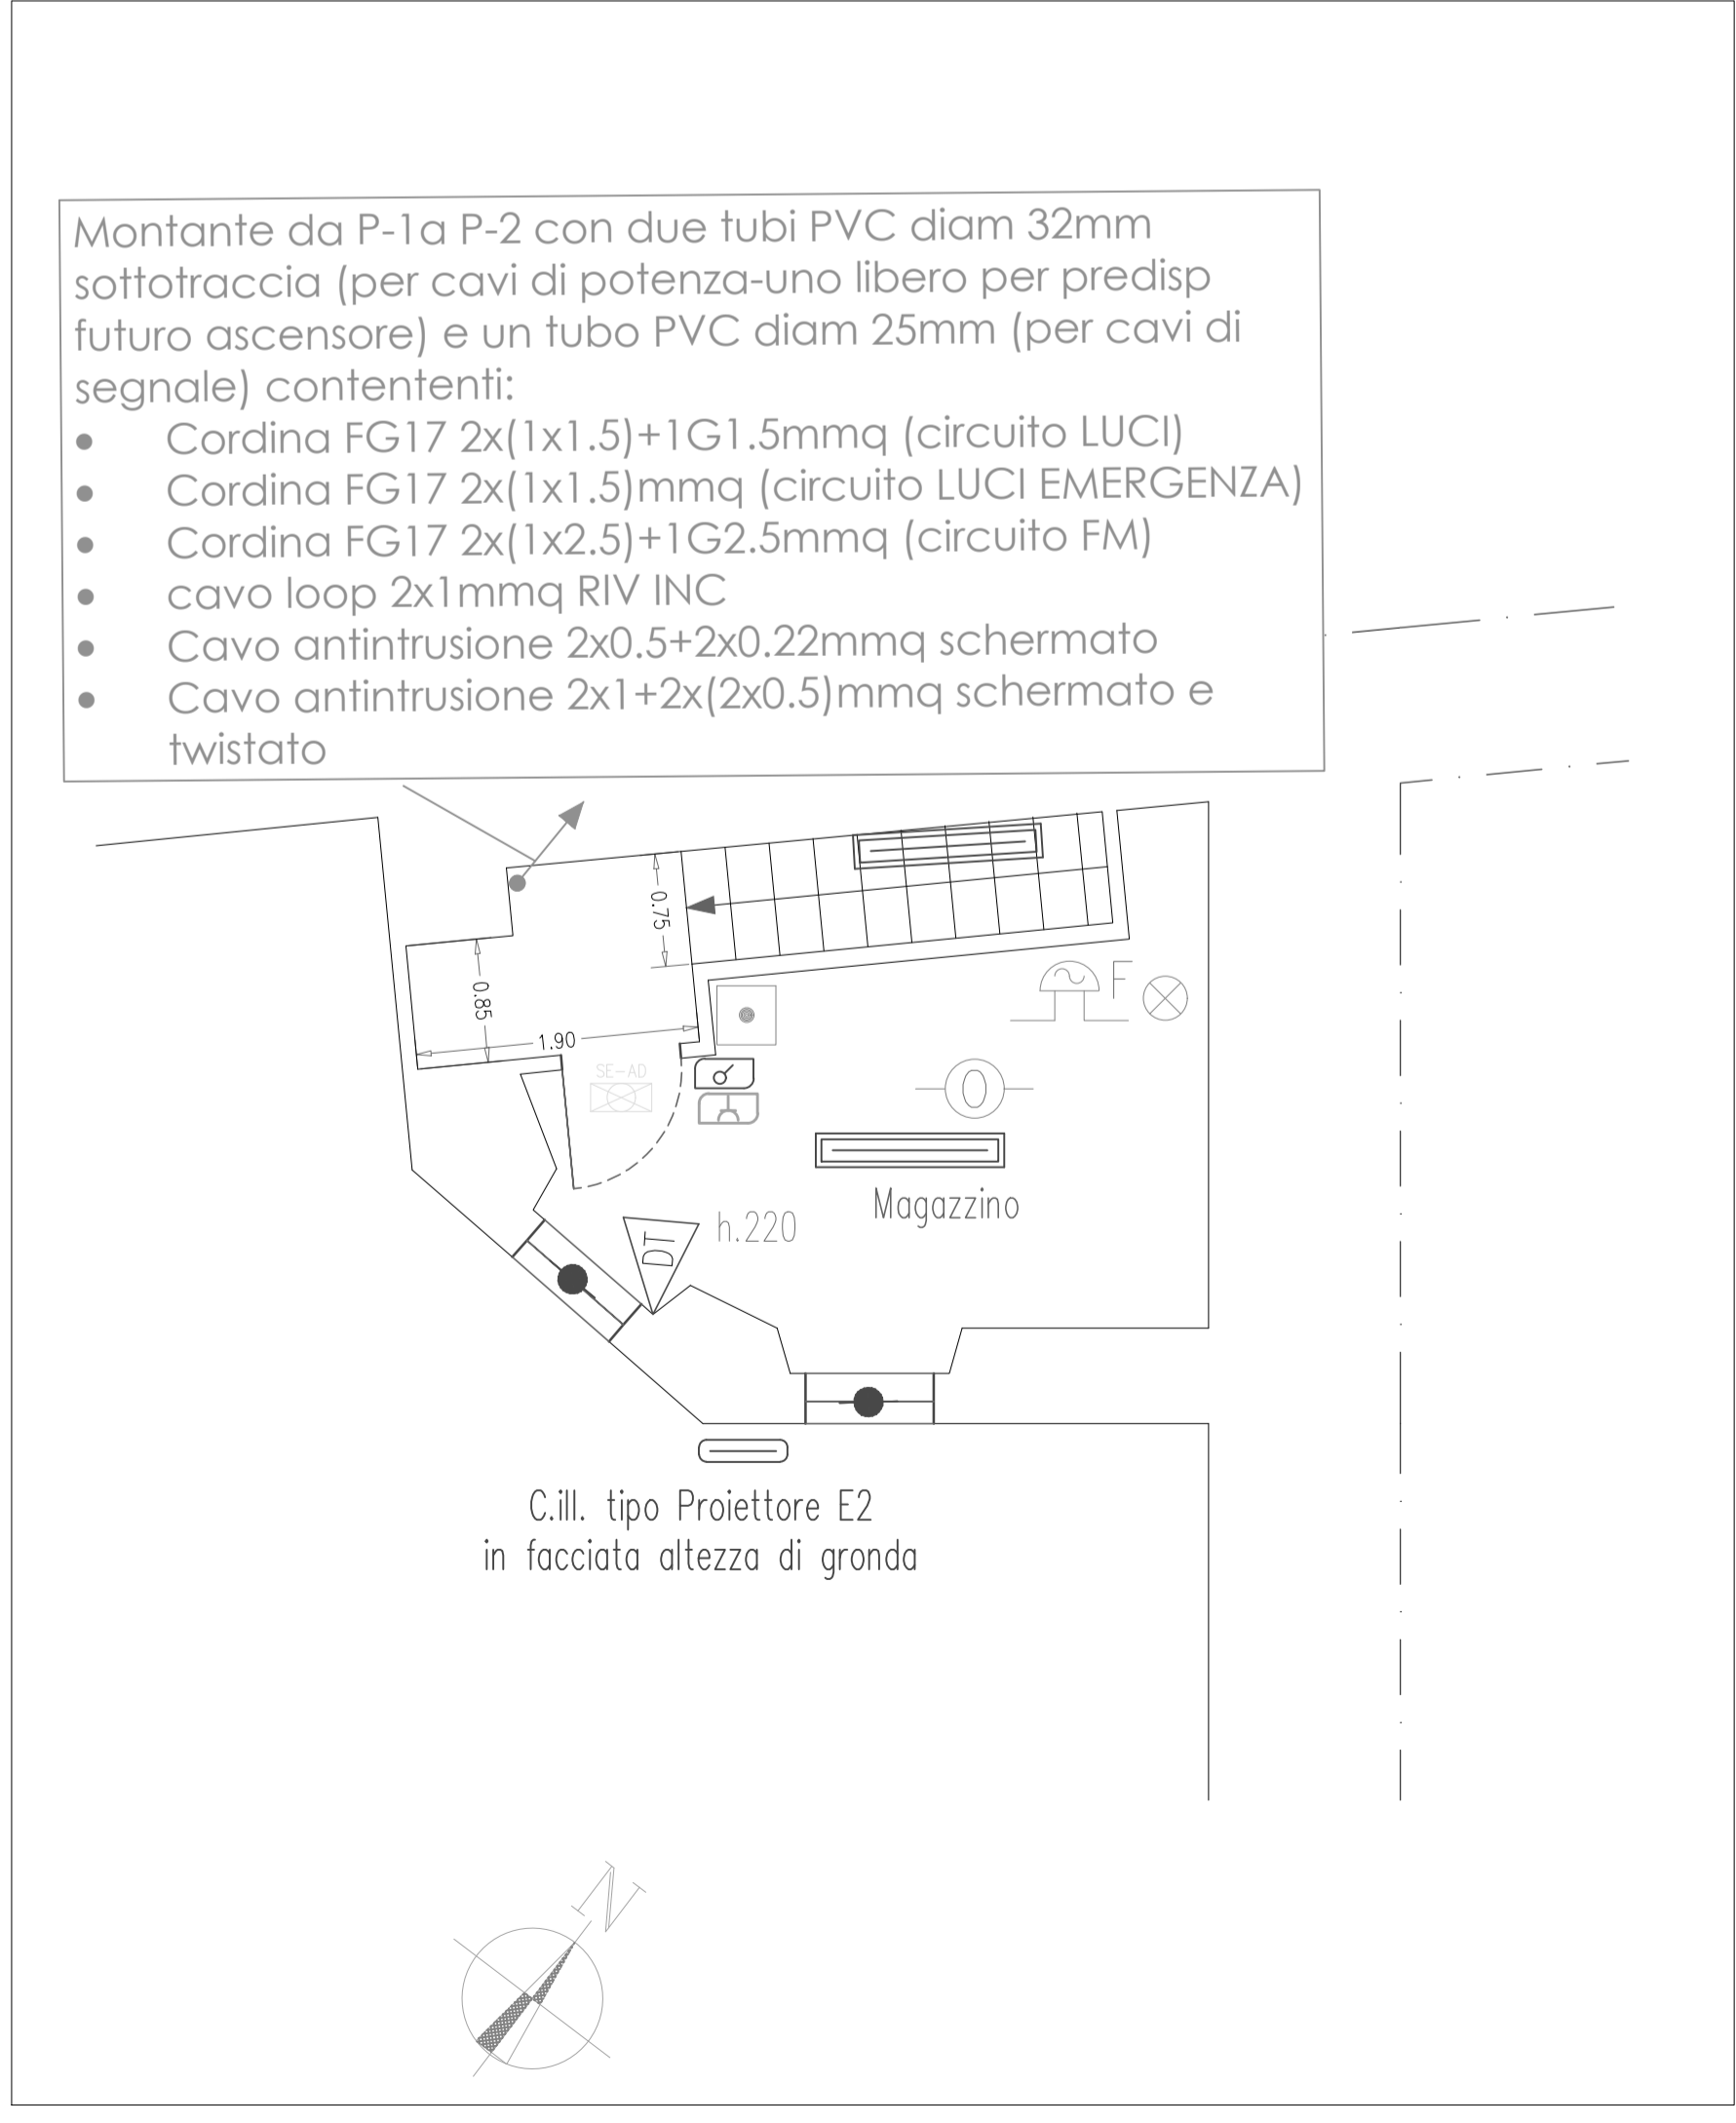 Montante da P-1a P-2 con due tubi PVC diam 32mm
sottotraccia (per cavi di potenza-uno libero per predisp
futuro ascensore) e un tubo PVC diam 25mm (per cavi di
segnale) contententi:
• Cordina FG17 2x(1x1.5)+1G1.5mmq (circuito LUCI)
• Cordina FG17 2x(1x1.5)mmq (circuito LUCI EMERGENZA)
• Cordina FG17 2x(1x2.5)+1G2.5mmq (circuito FM)
• cavo loop 2x1mmq RIV INC
• Cavo antintrusione 2x0.5+2x0.22mmq schermato
• Cavo antintrusione 2x1+2x(2x0.5)mmq schermato e
twistato
0.75
0.85
1.90
F
SE-AD
O
Magazzino
h.220
DT
C.ill. tipo Proiettore E2
in facciata altezza di gronda
N